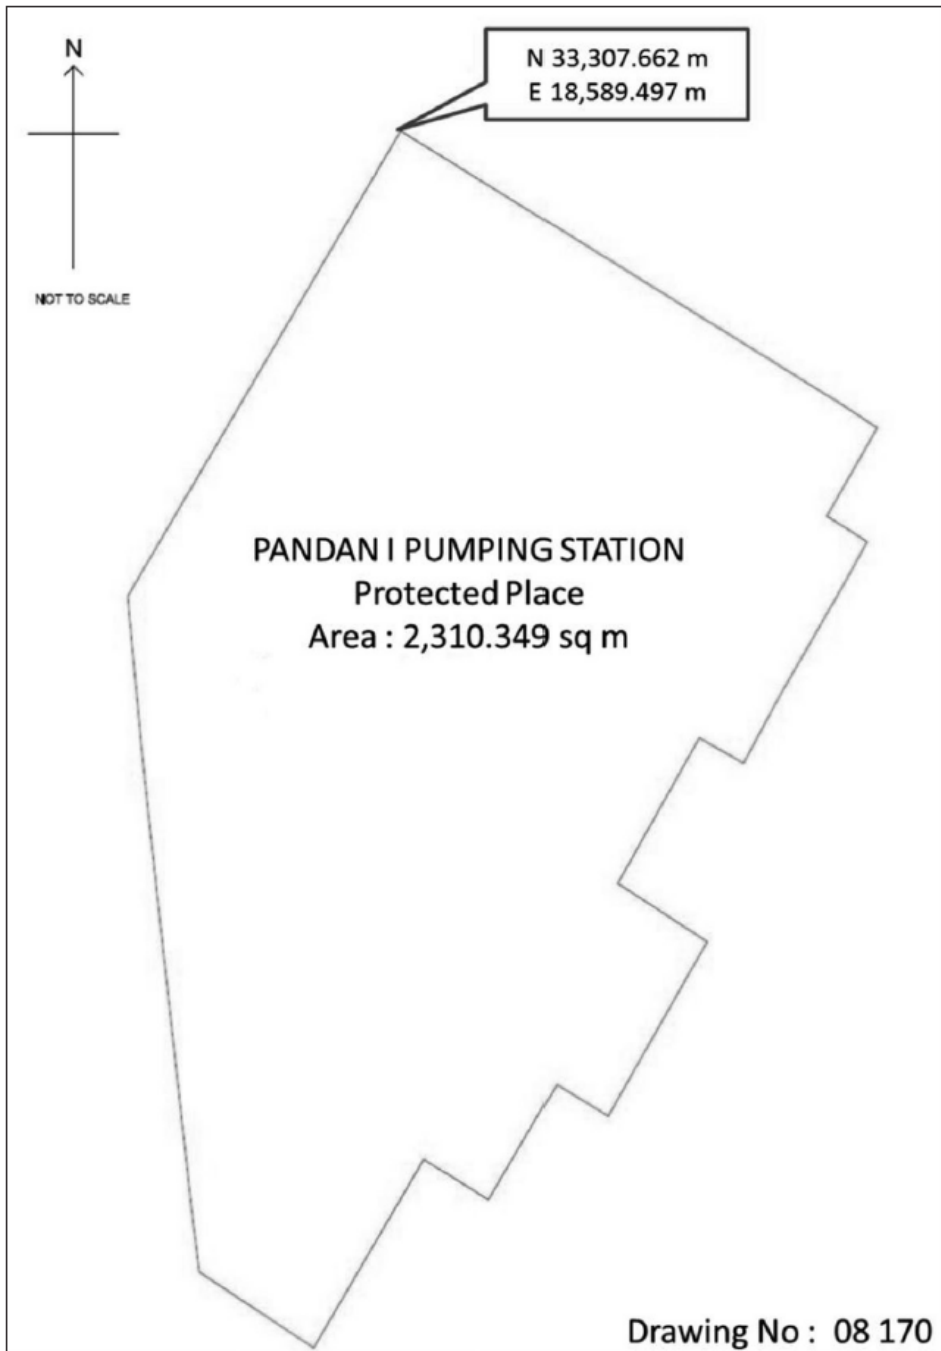 N
N 33,307.662 m
E 18,589.497 m
NOT TO SCALE
PANDAN I PUMPING STATION
Protected Place
Area : 2,310.349 sq m
Drawing No : 08 170